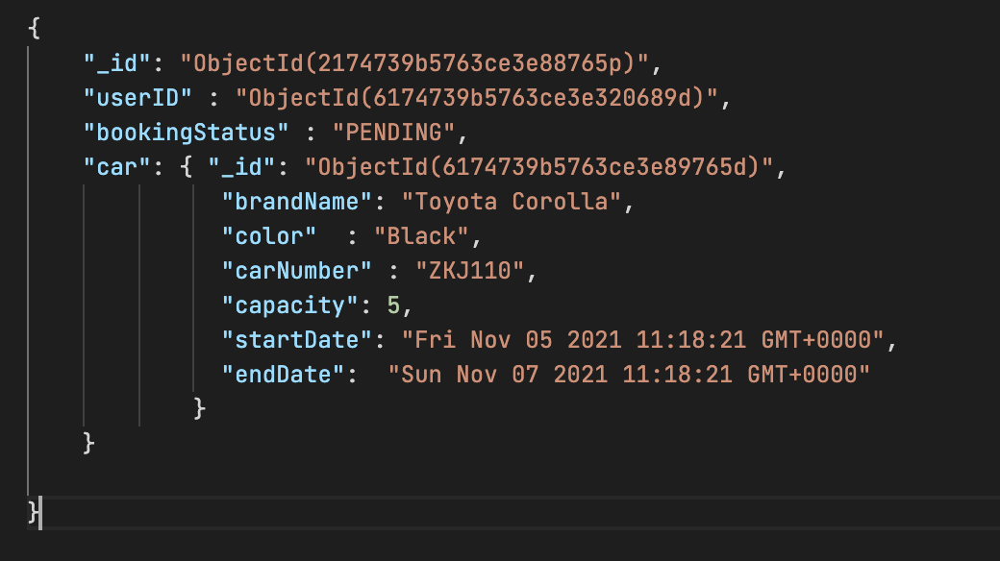 {
"_id": "ObjectId(2174739b5763ce3e88765p)",
"userID" : "ObjectId(6174739b5763ce3e320689d)",
"bookingStatus" : "PENDING",
"car": { "_id": "ObjectId(6174739b5763ce3e89765d)",
"brandName": "Toyota Corolla",
"color"  : "Black",
"carNumber" : "ZKJ110",
"capacity": 5,
"startDate": "Fri Nov 05 2021 11:18:21 GMT+0000",
"endDate":  "Sun Nov 07 2021 11:18:21 GMT+0000"
}
}
}